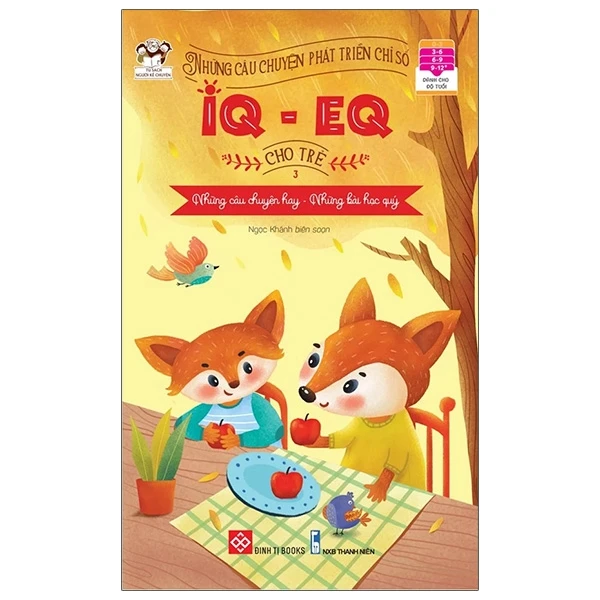 TỦ SÁCH
NGƯỜI KỂ CHUYỆN
NHỮNG CÂU CHUYỆN PHÁT TRIỂN CHỈ SỐ
3-6
6-9
9-12+
DÀNH CHO
ĐỘ TUỔI
IQ - EQ
CHO TRẺ
3
Những câu chuyện hay - Những bài học quý
Ngọc Khánh biên soạn
ĐINH TỊ BOOKS
NXB THANH NIÊN